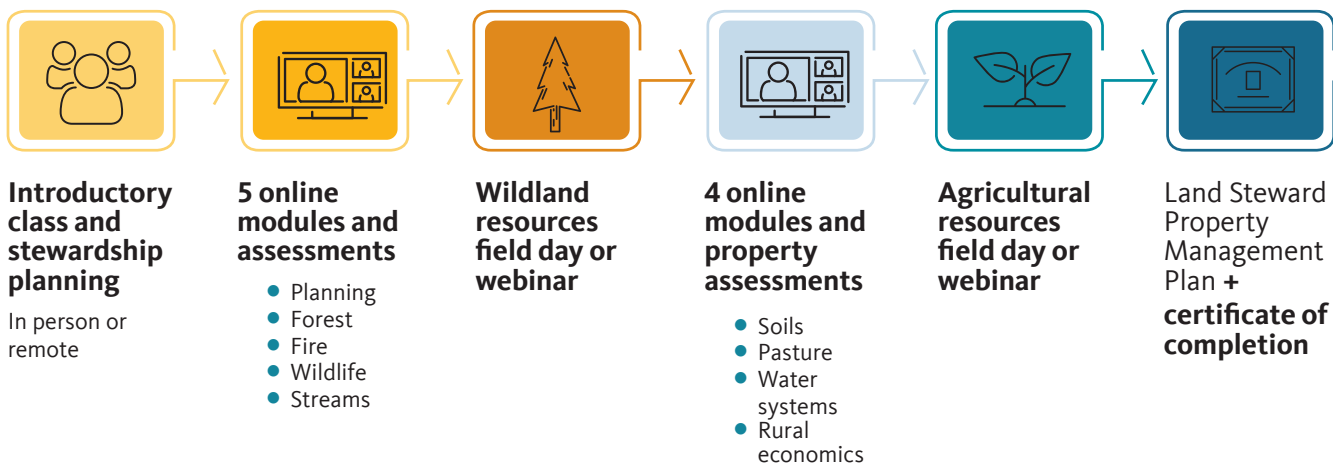 Introductory
class and
stewardship
planning
In person or
remote
5 online
modules and
assessments
Planning
Forest
Fire
Wildlife
Streams
Wildland
resources
field day or
webinar
4 online
modules and
property
assessments
Soils
Pasture
Water
systems
Rural
economics
Agricultural
resources
field day or
webinar
Land Steward
Property
Management
Plan +
certificate of
completion